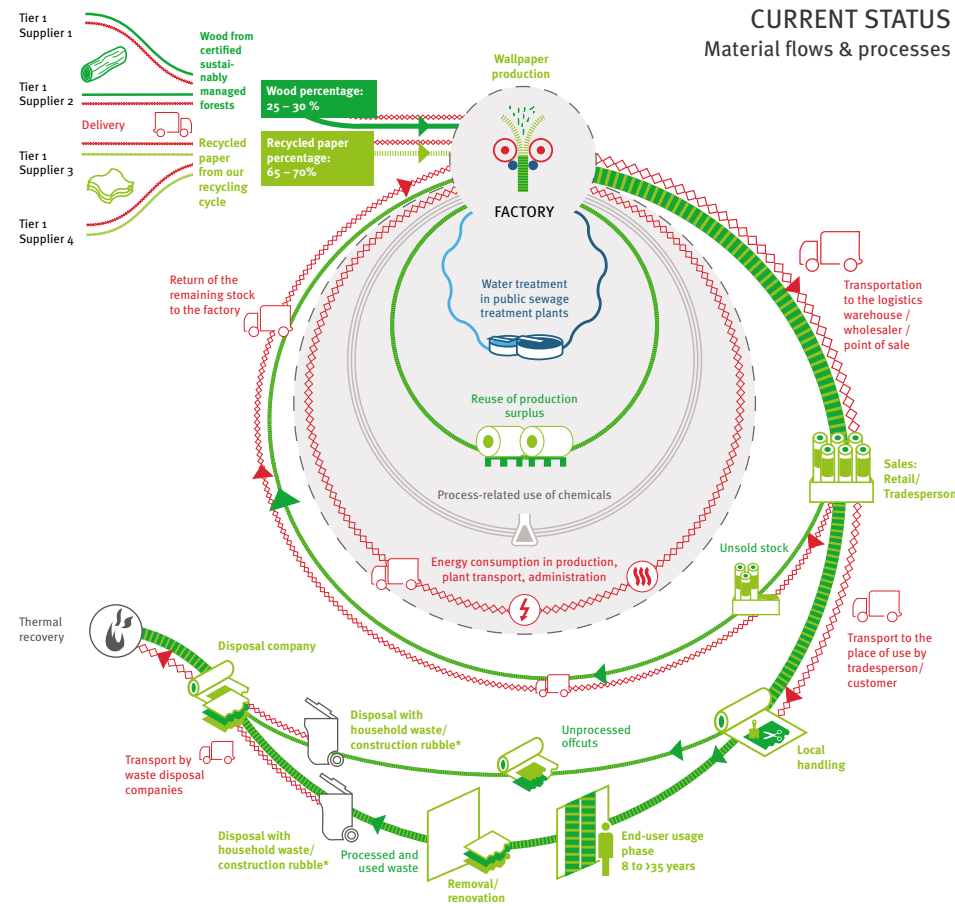 CURRENT STATUS
Material flows & processes
Tier 1
Supplier 1
Tier 1
Supplier 2
Delivery
Tier 1
Supplier 3
Tier 1
Supplier 4
Wood from
certified
sustai-
nably
managed
forests
Recycled
paper
from our
recycling
cycle
Wood percentage:
25 – 30 %
Recycled paper
percentage:
65 – 70%
Wallpaper
production
FACTORY
Water treatment
in public sewage
treatment plants
Reuse of production
surplus
Process-related use of chemicals
Energy consumption in production,
plant transport, administration
Return of the
remaining stock
to the factory
Transportation
to the logistics
warehouse /
wholesaler /
point of sale
Sales:
Retail/
Tradesperson
Unsold stock
Transport to the
place of use by
tradesperson/
customer
Local
handling
Unprocessed
offcuts
End-user usage
phase
8 to >35 years
Removal/
renovation
Processed and
used waste
Disposal with
household waste/
construction rubble*
Disposal with
household waste/
construction rubble*
Transport by
waste disposal
companies
Disposal company
Thermal
recovery